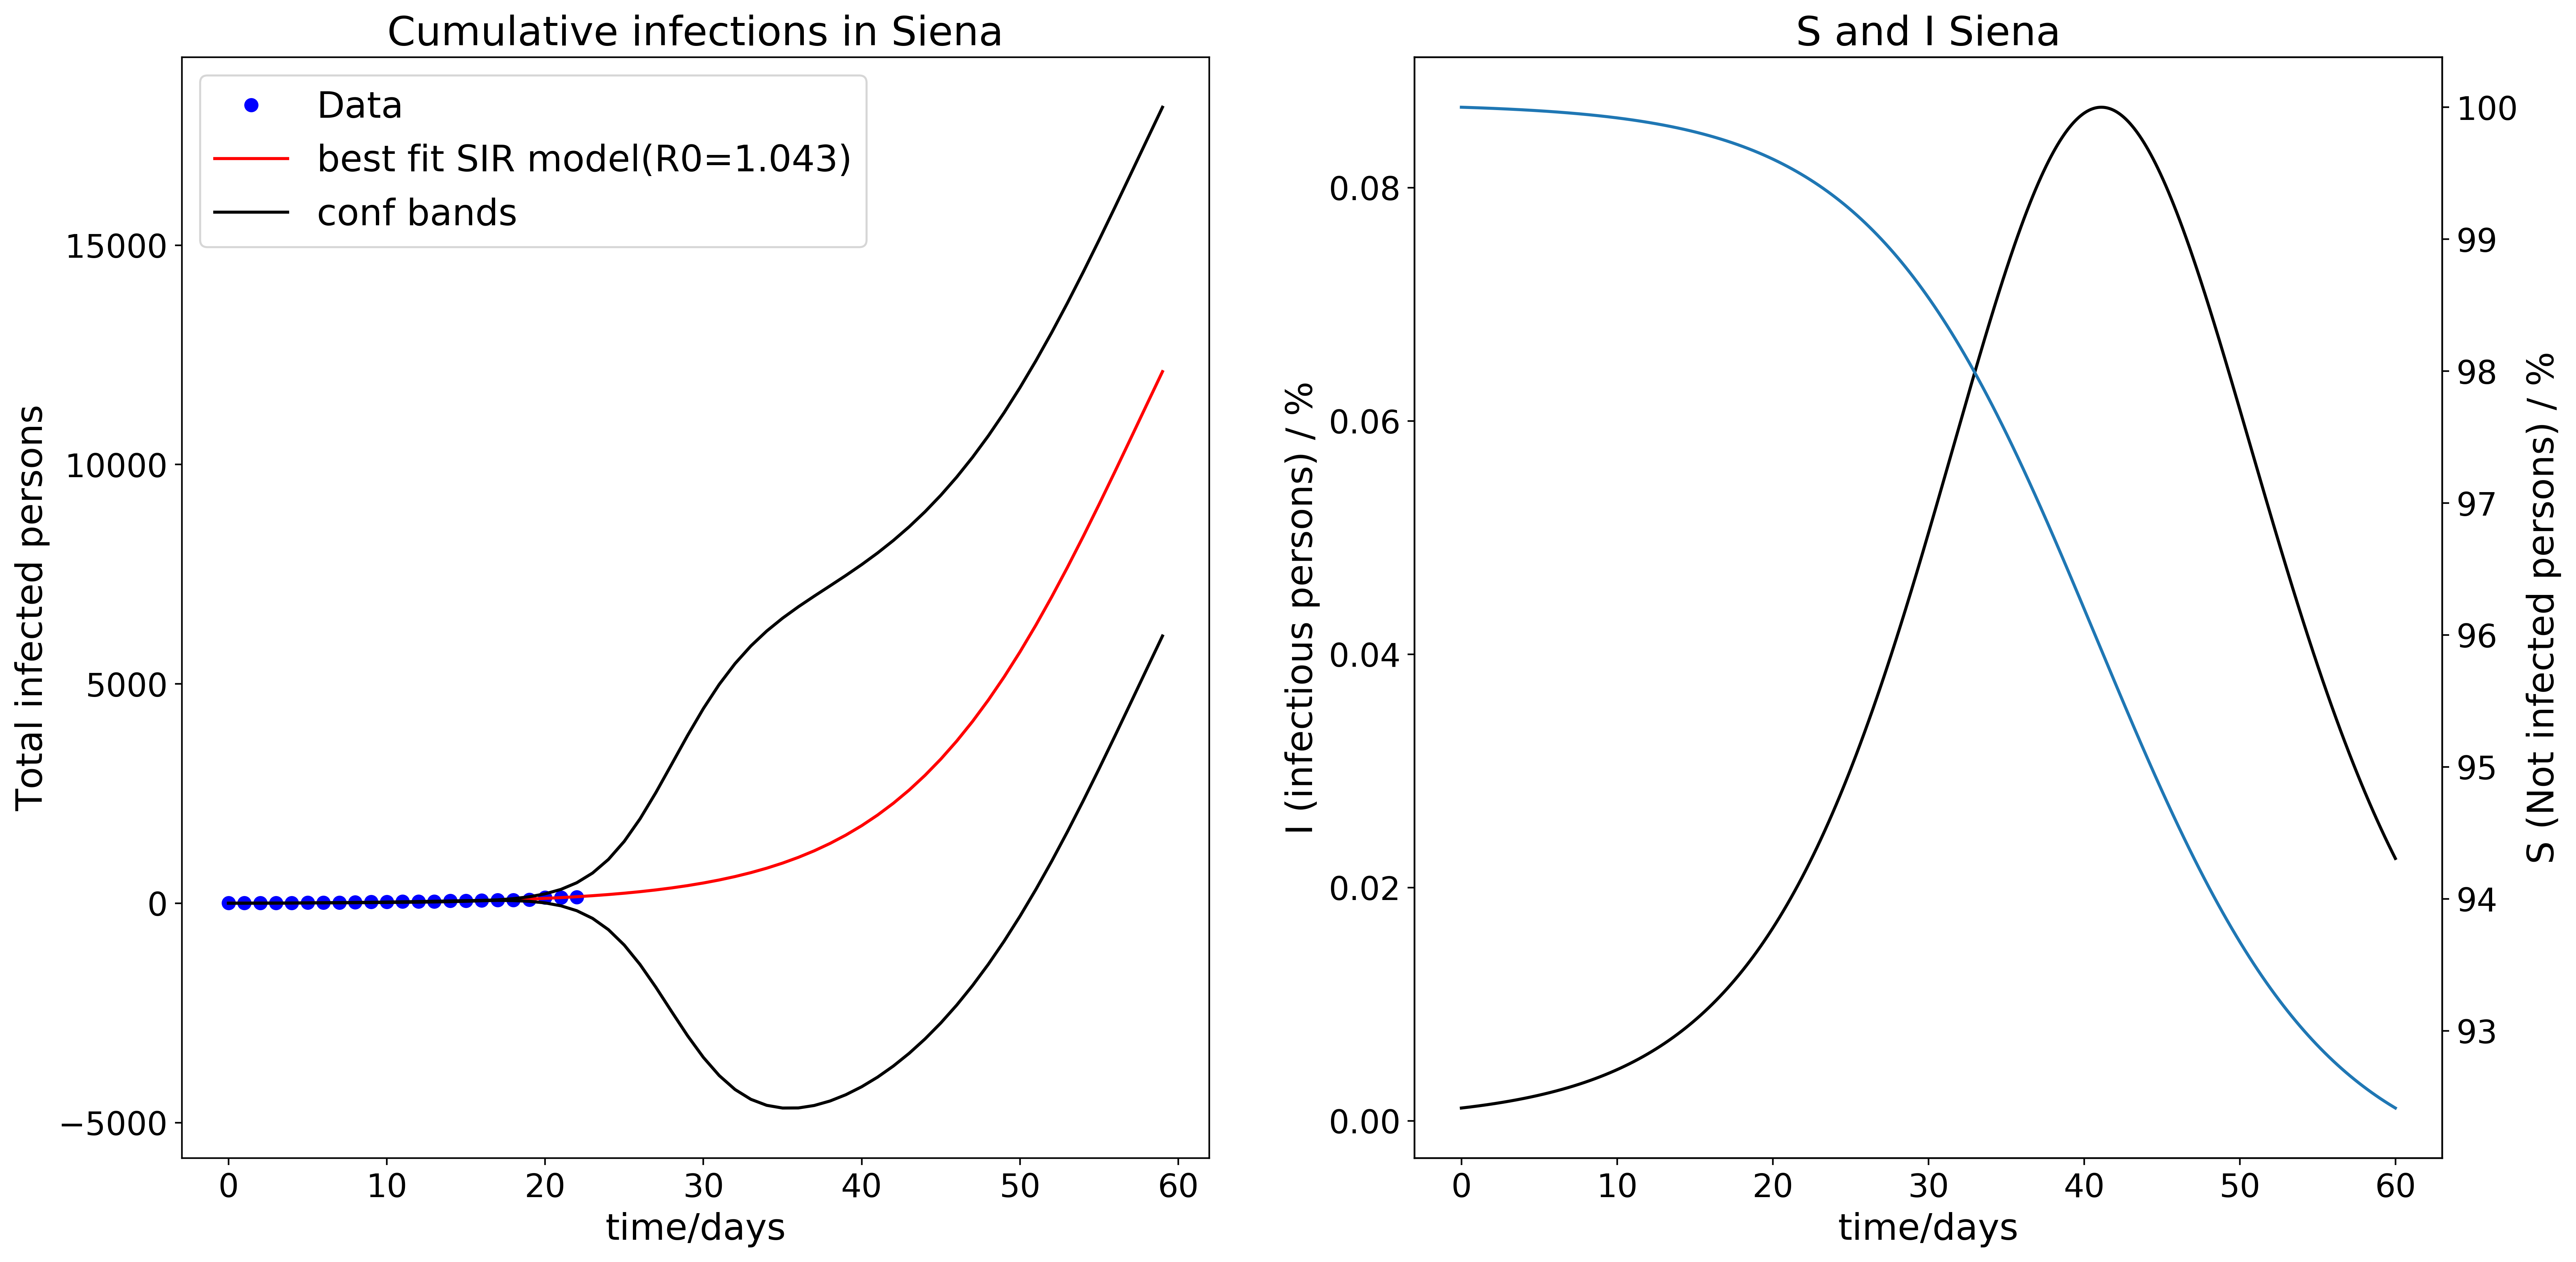 Cumulative infections in Siena
Data
best fit SIR model(R0=1.043)
conf bands
15000
10000
5000
0
−5000
Total infected persons
0 10 20 30 40 50 60
time/days
S and I Siena
0.08
0.06
0.04
0.02
0.00
I (infectious persons) / %
100
99
98
97
96
95
94
93
S (Not infected persons) / %
0 10 20 30 40 50 60
time/days